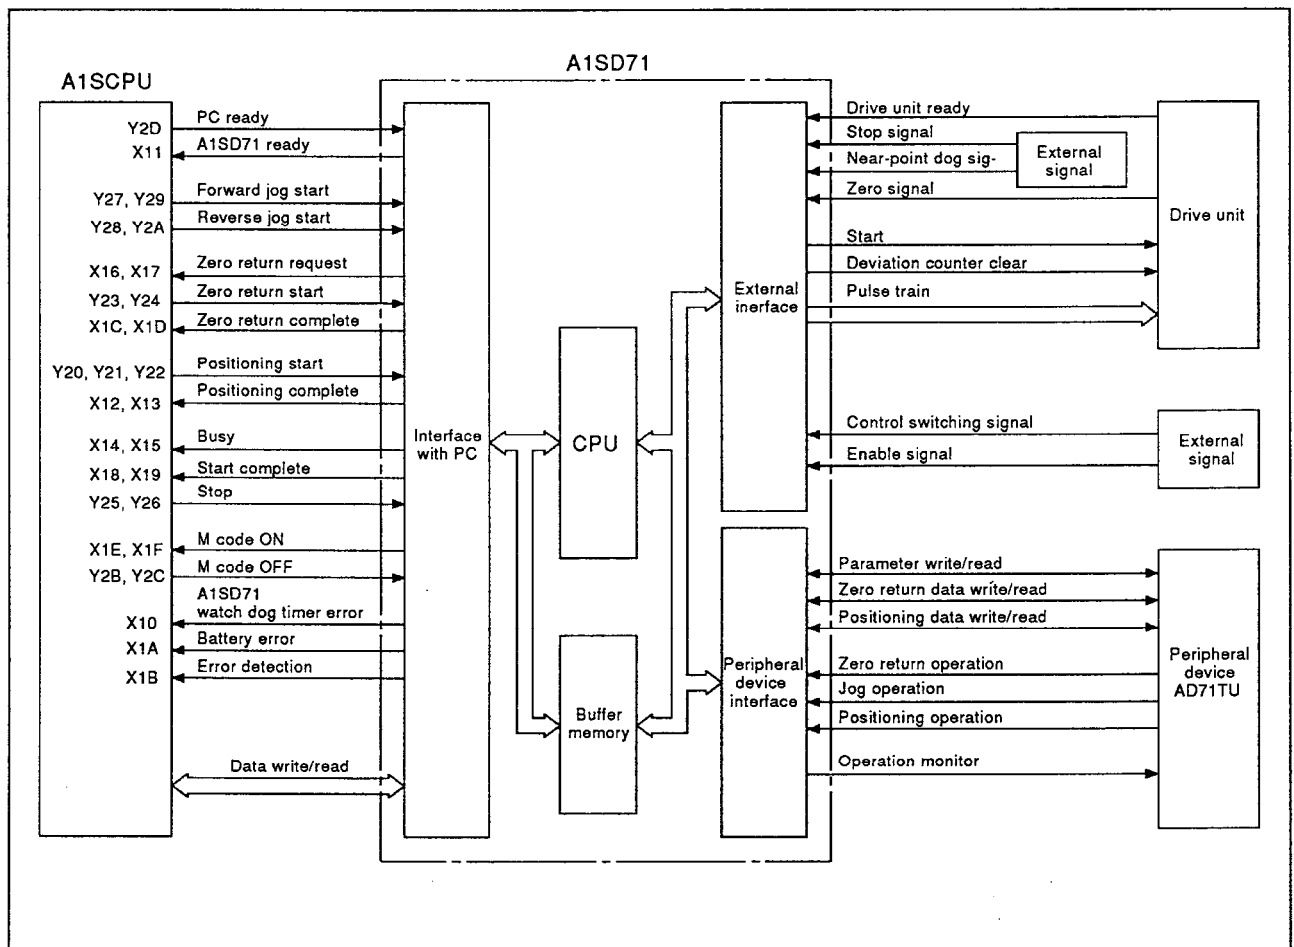 A1SD71
A1SCPU
Y2D PC ready
X11 A1SD71 ready
Y27, Y29 Forward jog start
Y28, Y2A Reverse jog start
X16, X17 Zero return request
Y23, Y24 Zero return start
X1C, X1D Zero return complete
Y20, Y21, Y22 Positioning start
X12, X13 Positioning complete
X14, X15 Busy
X18, X19 Start complete
Y25, Y26 Stop
X1E, X1F M code ON
Y2B, Y2C M code OFF
A1SD71
watch dog timer error
X10
X1A Battery error
X1B Error detection
Data write/read
Interface
with PC
CPU
Buffer
memory
External
inerface
Peripheral
device
interface
Drive unit ready
Stop signal
Near-point dog sig-
Zero signal
External
signal
Start
Deviation counter clear
Pulse train
Drive unit
Control switching signal
Enable signal
External
signal
Parameter write/read
Zero return data write/read
Positioning data write/read
Zero return operation
Jog operation
Positioning operation
Operation monitor
Peripheral
device
AD71TU